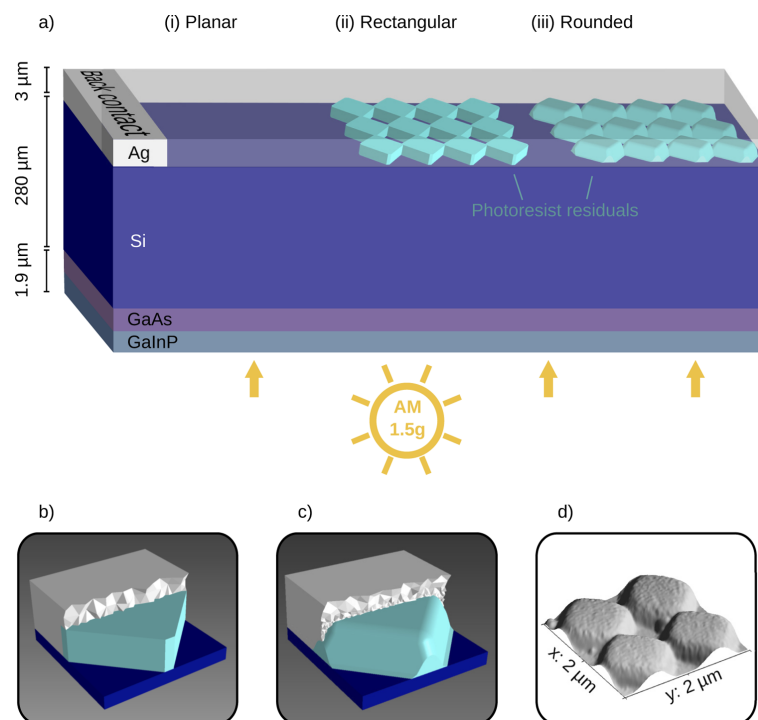 a)
(i) Planar
(ii) Rectangular
(iii) Rounded
3 µm
Back contact
Ag
280 µm
Photoresist residuals
Si
1.9 µm
GaAs
GaInP
AM
1.5g
b)
c)
d)
x: 2 µm
y: 2 µm